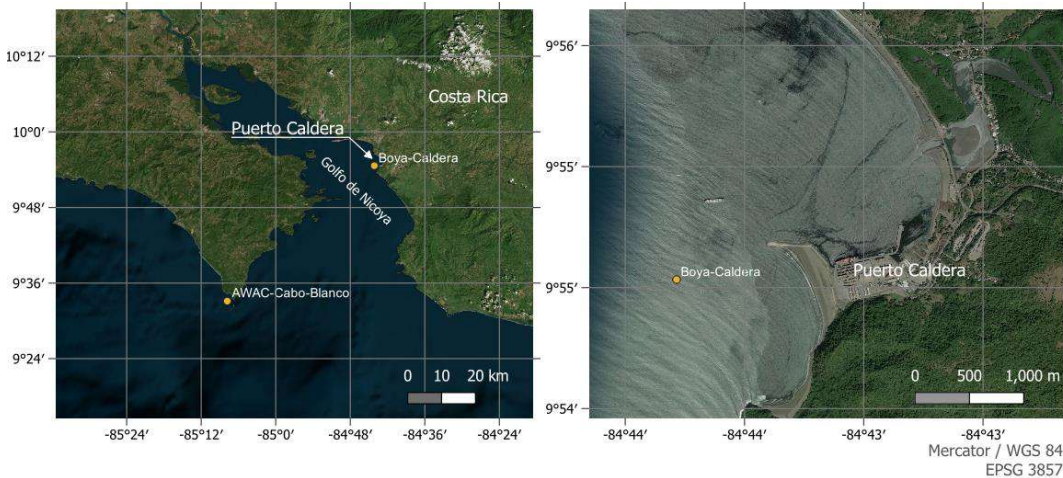 10°12′
10°0′
9°48′
9°36′
9°24′
-85°24′
-85°12′
-85°0′
-84°48′
-84°36′
-84°24′
Costa Rica
Puerto Caldera
Boya-Caldera
Golfo de Nicoya
AWAC-Cabo-Blanco
0 10 20 km
9°56′
9°55′
9°55′
9°54′
-84°44′
-84°44′
-84°43′
-84°43′
Boya-Caldera
Puerto Caldera
0 500 1,000 m
Mercator / WGS 84
EPSG 3857